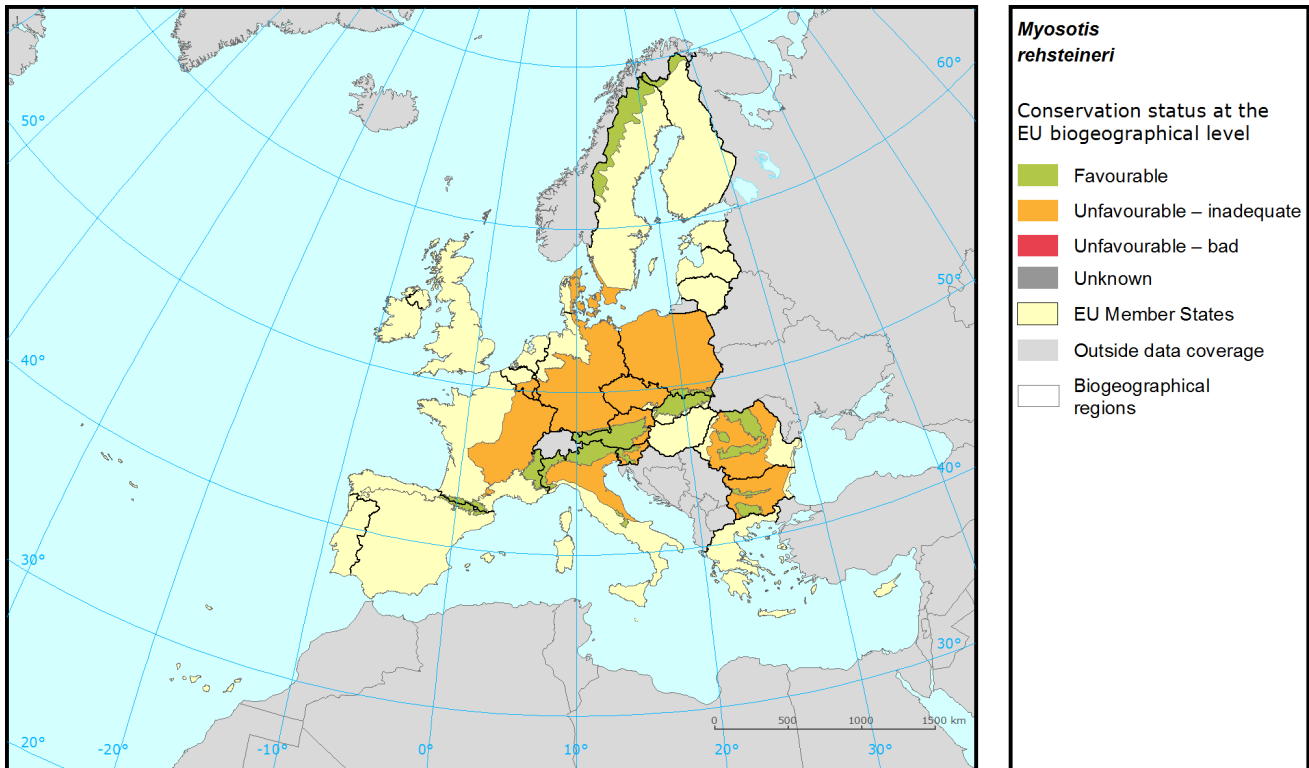 Myosotis
rehsteineri
Conservation status at the
EU biogeographical level
Favourable
Unfavourable – inadequate
Unfavourable – bad
Unknown
EU Member States
Outside data coverage
Biogeographical
regions
60°
50°
50°
40°
40°
30°
30°
20°
-20°
-10°
0°
10°
20°
30°
0 500 1000 1500 km